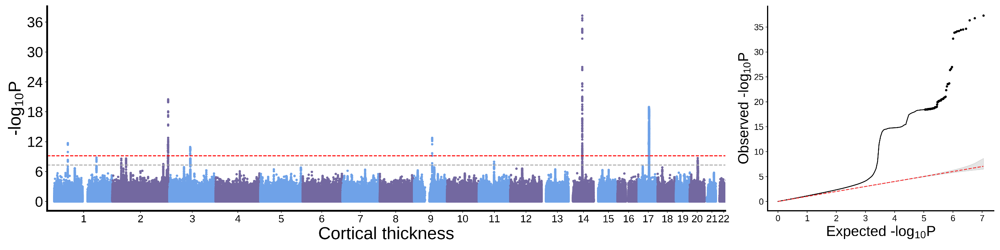 -log10P
36
30
24
18
12
6
0
1 2 3 4 5 6 7 8 9 10 11 12 13 14 15 16 17 18 19 20 21 22
Cortical thickness
Observed -log10P
35
30
25
20
15
10
5
0
0 1 2 3 4 5 6 7
Expected -log10P